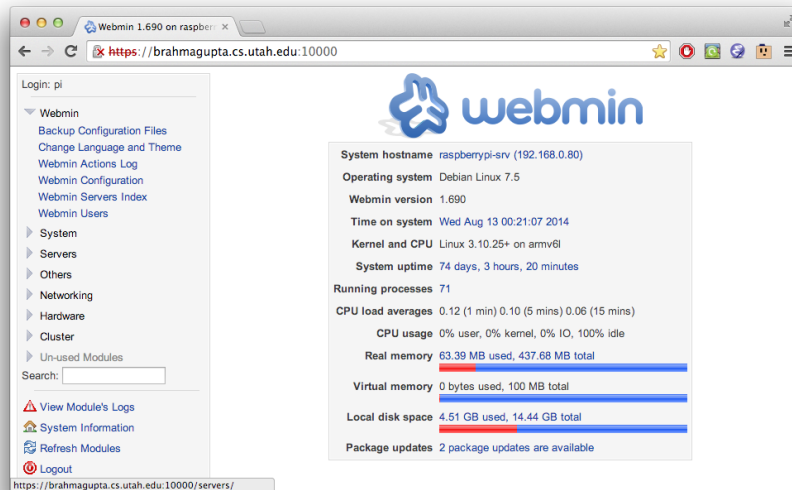 Webmin 1.690 on raspberr
https://brahmagupta.cs.utah.edu:10000
Login: pi
Webmin
Backup Configuration Files
Change Language and Theme
Webmin Actions Log
Webmin Configuration
Webmin Servers Index
Webmin Users
System
Servers
Others
Networking
Hardware
Cluster
Un-used Modules
Search:
View Module's Logs
System Information
Refresh Modules
Logout
webmin
System hostname raspberrypi-srv (192.168.0.80)
Operating system Debian Linux 7.5
Webmin version 1.690
Time on system Wed Aug 13 00:21:07 2014
Kernel and CPU Linux 3.10.25+ on armv6l
System uptime 74 days, 3 hours, 20 minutes
Running processes 71
CPU load averages 0.12 (1 min) 0.10 (5 mins) 0.06 (15 mins)
CPU usage 0% user, 0% kernel, 0% IO, 100% idle
Real memory 63.39 MB used, 437.68 MB total
Virtual memory 0 bytes used, 100 MB total
Local disk space 4.51 GB used, 14.44 GB total
Package updates 2 package updates are available
https://brahmagupta.cs.utah.edu:10000/servers/